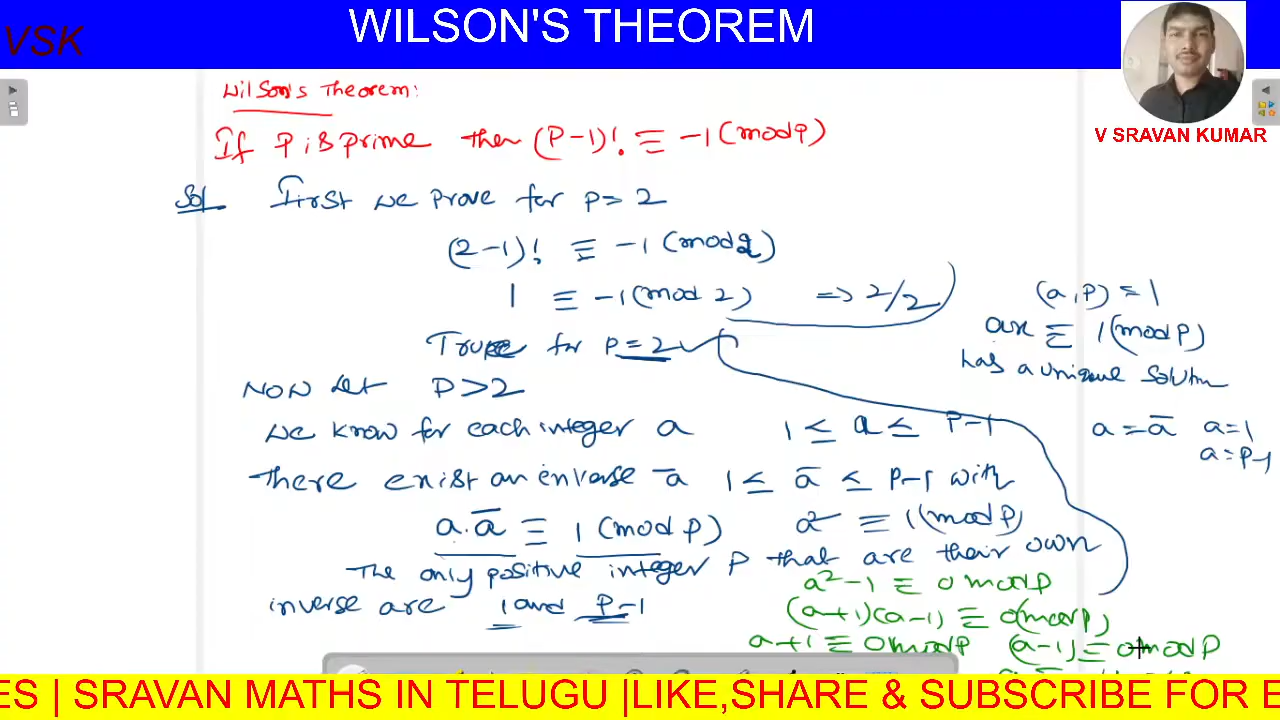 WILSON'S THEOREM
VSK
V SRAVAN KUMAR
Wilson's Theorem:
If P is prime then (P-1)! ≡ -1 (mod P)
Sol First we prove for P=2
(2-1)! ≡ -1 (mod 2)
1 ≡ -1 (mod 2) => 2/2
True for P=2
Now let P>2
We know for each integer a 1 ≤ a ≤ P-1
There exist an inverse ā 1 ≤ ā ≤ P-1 with
a.ā ≡ 1 (mod P) a² ≡ 1 (mod P)
The only positive integer P that are their own
inverse are 1 and P-1
(a,P)=1
ax ≡ 1 (mod P)
has a unique solution
a=ā a=1
a=P-1
a²-1 ≡ 0 mod P
(a+1)(a-1) ≡ 0 (mod P)
a+1 ≡ 0 mod P (a-1) ≡ 0 mod P
ES | SRAVAN MATHS IN TELUGU |LIKE,SHARE & SUBSCRIBE FOR E